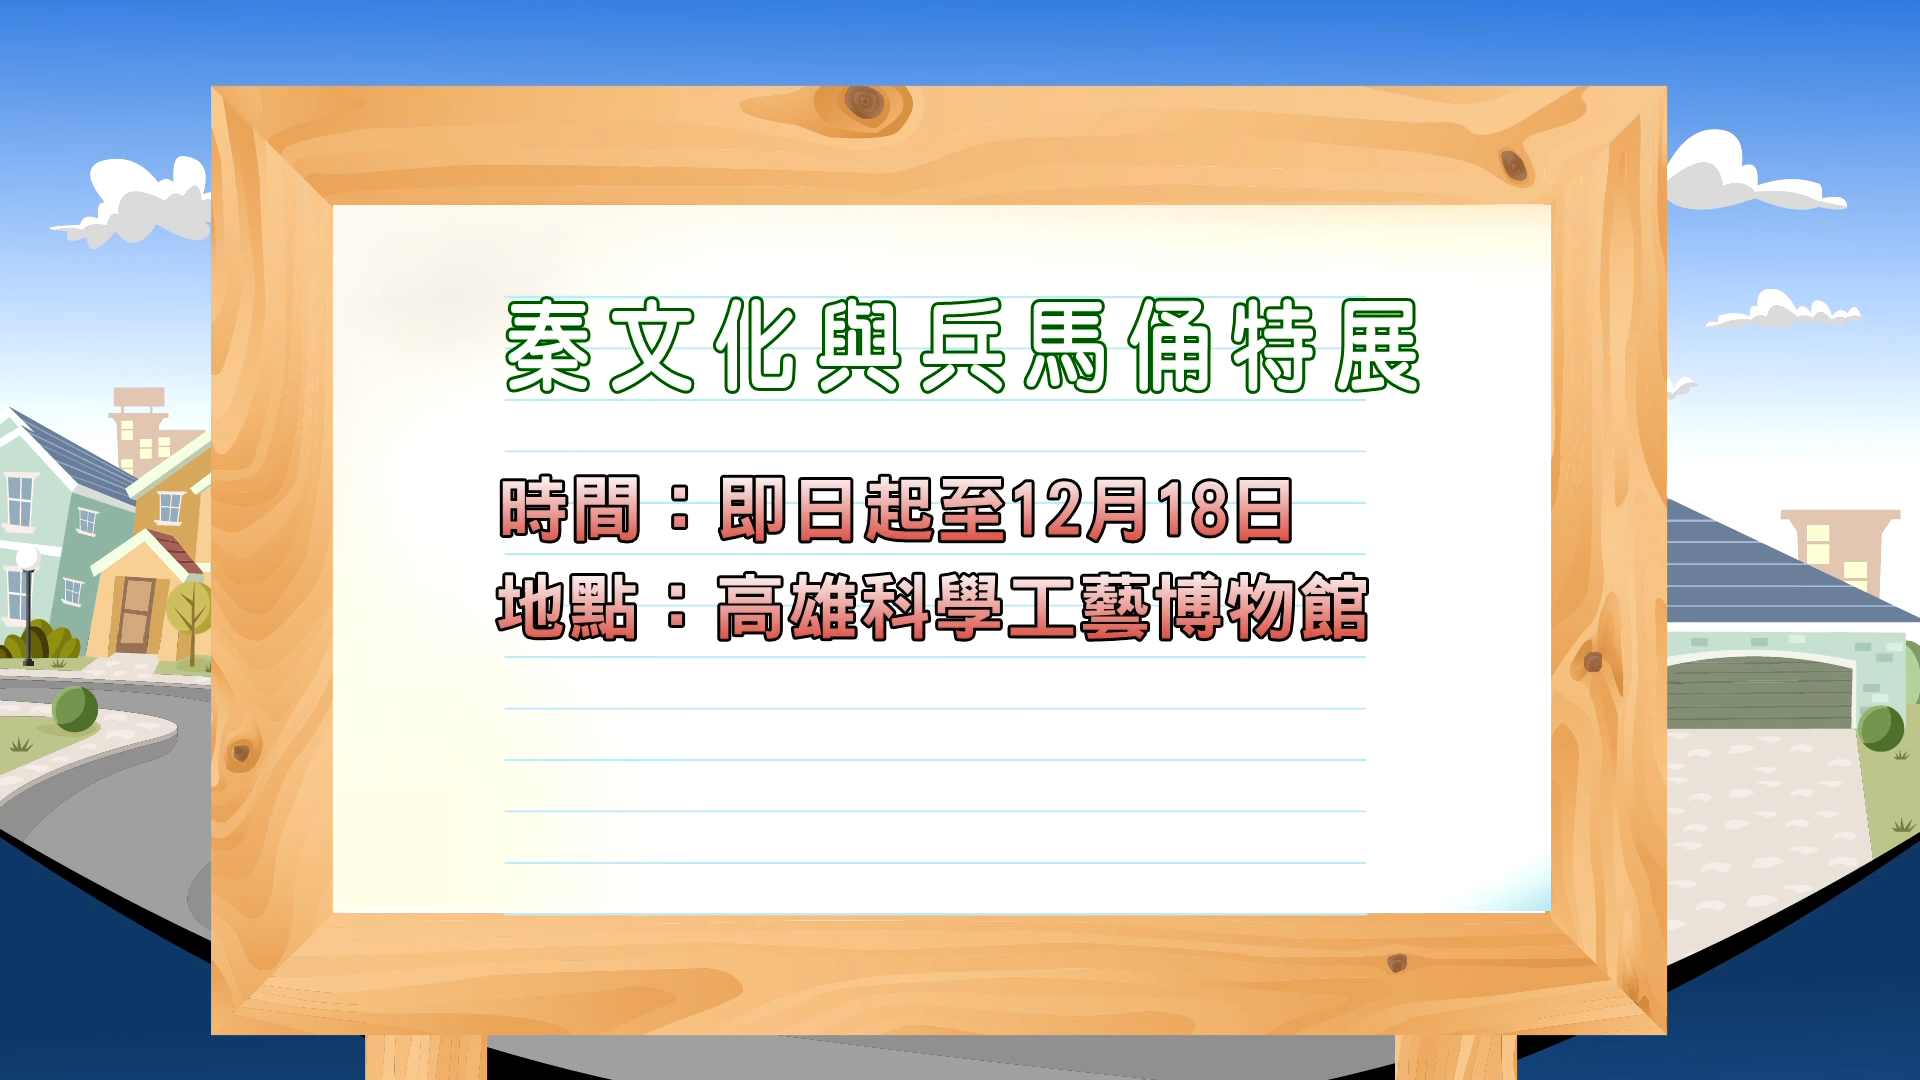 秦文化與兵馬俑特展
時間：即日起至12月18日
地點：高雄科學工藝博物館